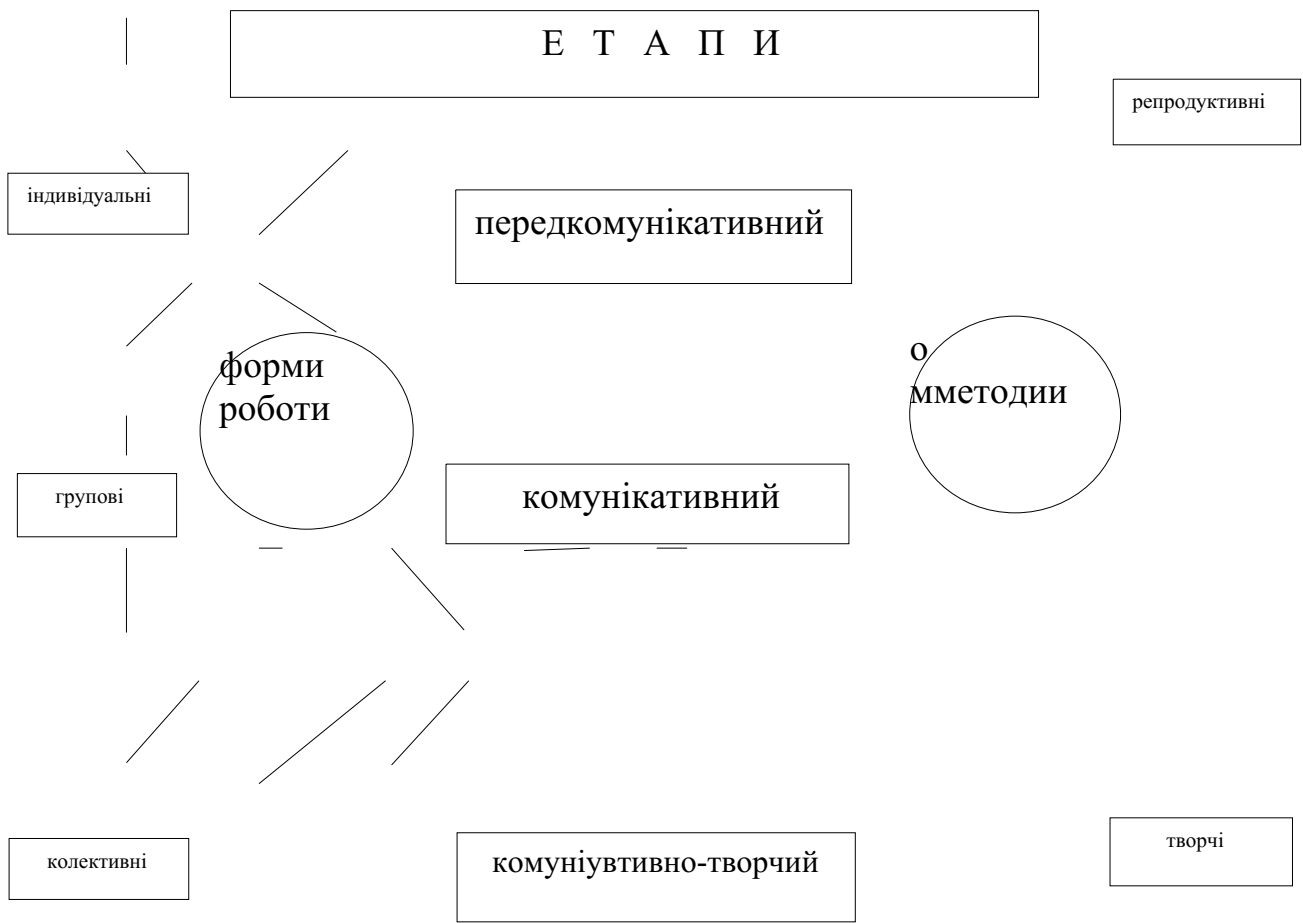 Е Т А П И
репродуктивні
індивідуальні
передкомунікативний
форми
роботи
о
мметодии
групові
комунікативний
колективні
комуніувтивно-творчий
творчі